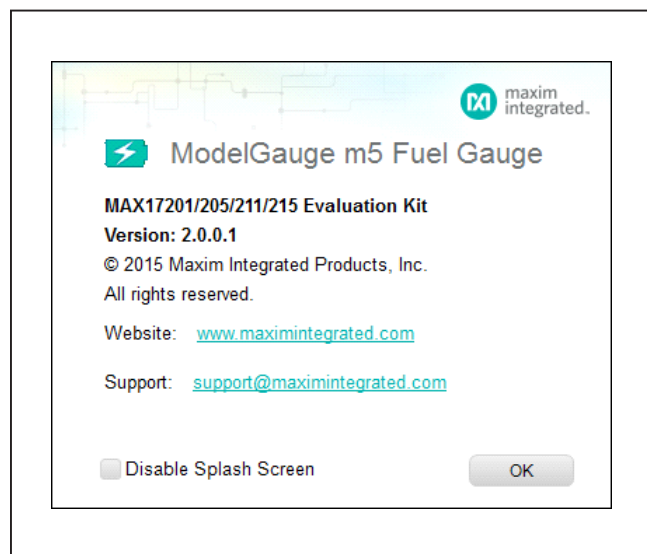 maxim
integrated™
ModelGauge m5 Fuel Gauge
MAX17201/205/211/215 Evaluation Kit
Version: 2.0.0.1
© 2015 Maxim Integrated Products, Inc.
All rights reserved.
Website: www.maximintegrated.com
Support: support@maximintegrated.com
Disable Splash Screen
OK